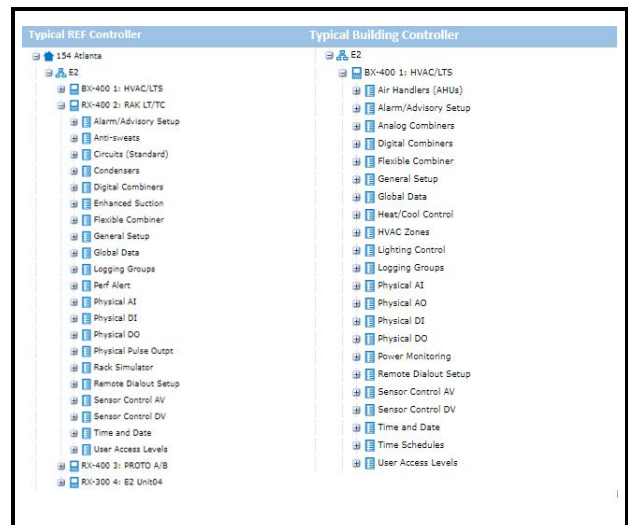 Typical REF Controller
154 Atlanta
E2
BX-400 1: HVAC/LTS
RX-400 2: RAK LT/TC
Alarm/Advisory Setup
Anti-sweats
Circuits (Standard)
Condensers
Digital Combiners
Enhanced Suction
Flexible Combiner
General Setup
Global Data
Logging Groups
Perf Alert
Physical AI
Physical DI
Physical DO
Physical Pulse Outpt
Rack Simulator
Remote Dialout Setup
Sensor Control AV
Sensor Control DV
Time and Date
User Access Levels
RX-400 3: PROTO A/B
RX-300 4: E2 Unit04
Typical Building Controller
E2
BX-400 1: HVAC/LTS
Air Handlers (AHUs)
Alarm/Advisory Setup
Analog Combiners
Digital Combiners
Flexible Combiner
General Setup
Global Data
Heat/Cool Control
HVAC Zones
Lighting Control
Logging Groups
Physical AI
Physical AO
Physical DI
Physical DO
Power Monitoring
Remote Dialout Setup
Sensor Control AV
Sensor Control DV
Time and Date
Time Schedules
User Access Levels